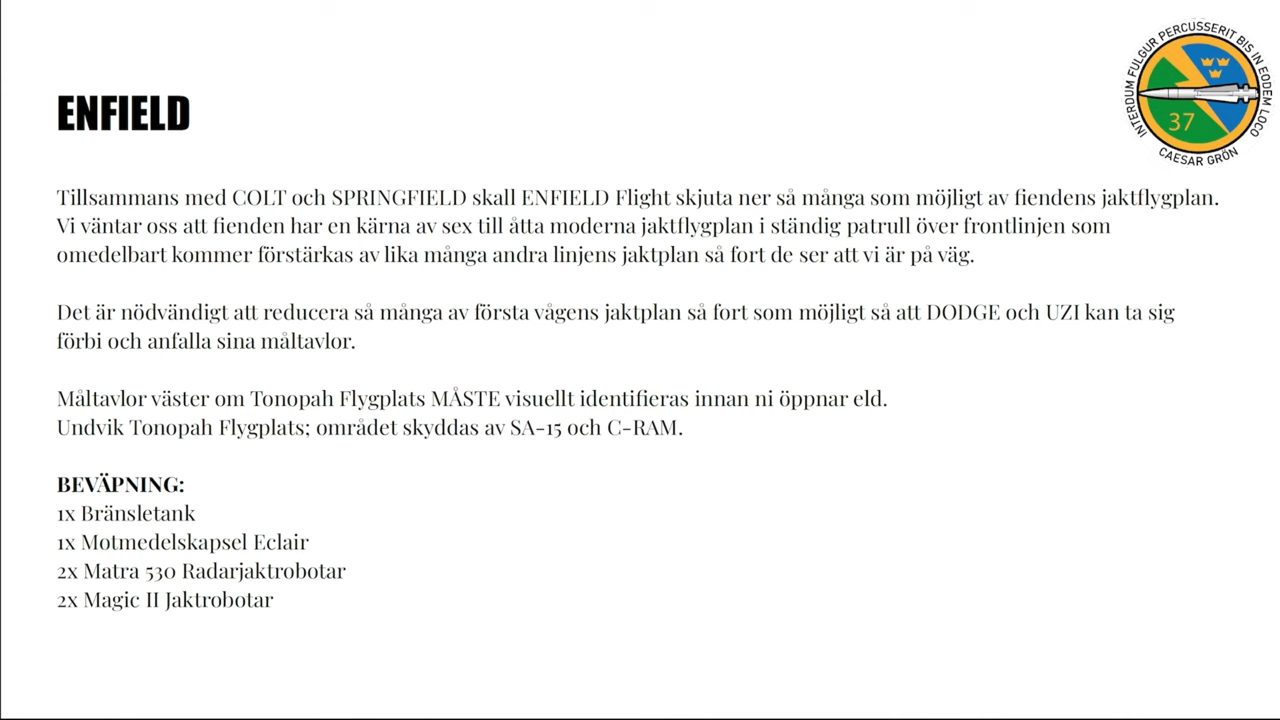 INTERDUM FULGUR PERCUSSERIT BIS IN EODEM LOCO
37
CAESAR GRÖN
ENFIELD
Tillsammans med COLT och SPRINGFIELD skall ENFIELD Flight skjuta ner så många som möjligt av fiendens jaktflygplan.
Vi väntar oss att fienden har en kärna av sex till åtta moderna jaktflygplan i ständig patrull över frontlinjen som
omedelbart kommer förstärkas av lika många andra linjens jaktplan så fort de ser att vi är på väg.
Det är nödvändigt att reducera så många av första vågens jaktplan så fort som möjligt så att DODGE och UZI kan ta sig
förbi och anfalla sina måltavlor.
Måltavlor väster om Tonopah Flygplats MÅSTE visuellt identifieras innan ni öppnar eld.
Undvik Tonopah Flygplats; området skyddas av SA-15 och C-RAM.
BEVÄPNING:
1x Bränsletank
1x Motmedelskapsel Eclair
2x Matra 530 Radarjaktrobotar
2x Magic II Jaktrobotar